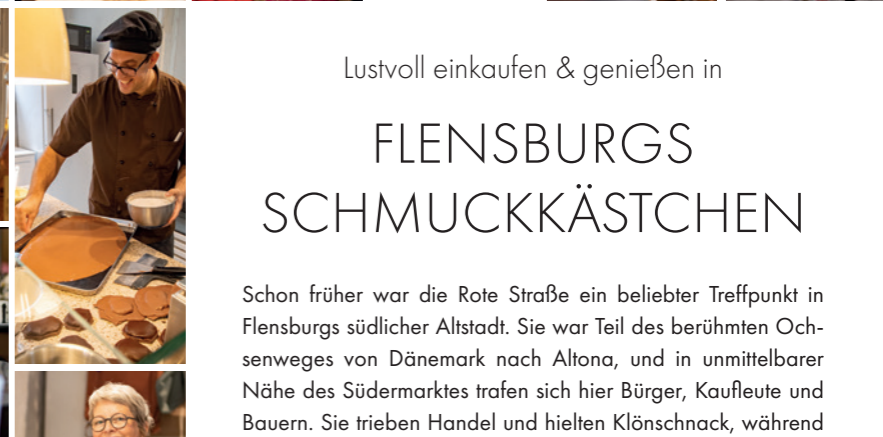 Lustvoll einkaufen & genießen in
FLENSBURGS
SCHMUCKKÄSTCHEN
Schon früher war die Rote Straße ein beliebter Treffpunkt in
Flensburgs südlicher Altstadt. Sie war Teil des berühmten Och-
senweges von Dänemark nach Altona, und in unmittelbarer
Nähe des Südermarktes trafen sich hier Bürger, Kaufleute und
Bauern. Sie trieben Handel und hielten Klönschnack, während